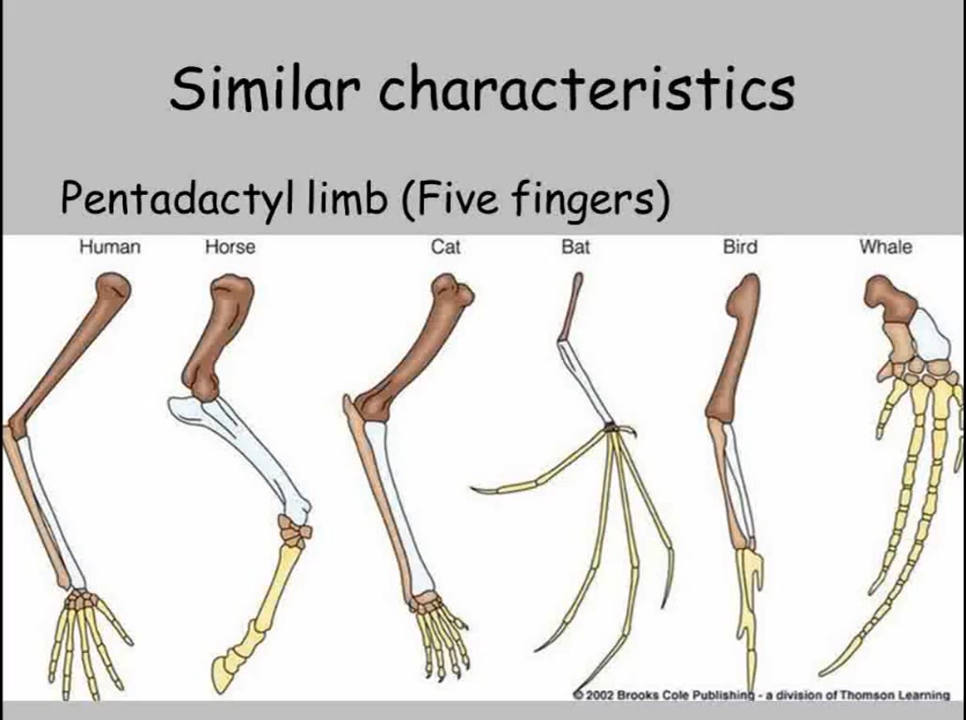 Similar characteristics
Pentadactyl limb (Five fingers)
Human Horse Cat Bat Bird Whale
© 2002 Brooks Cole Publishing - a division of Thomson Learning